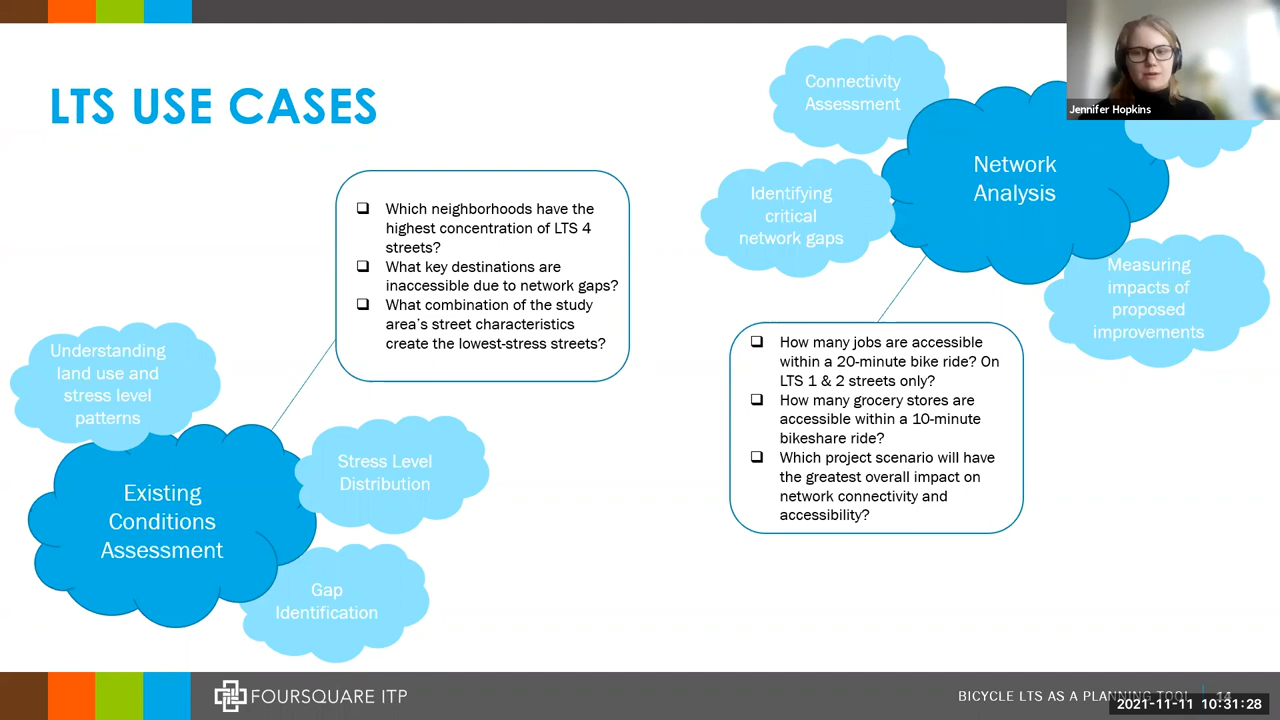 LTS USE CASES
Connectivity
Assessment
Jennifer Hopkins
Network
Analysis
Identifying
critical
network gaps
Measuring
impacts of
proposed
improvements
❑ Which neighborhoods have the
highest concentration of LTS 4
streets?
❑ What key destinations are
inaccessible due to network gaps?
❑ What combination of the study
area's street characteristics
create the lowest-stress streets?
❑ How many jobs are accessible
within a 20-minute bike ride? On
LTS 1 & 2 streets only?
❑ How many grocery stores are
accessible within a 10-minute
bikeshare ride?
❑ Which project scenario will have
the greatest overall impact on
network connectivity and
accessibility?
Understanding
land use and
stress level
patterns
Stress Level
Distribution
Existing
Conditions
Assessment
Gap
Identification
FOURSQUARE ITP
BICYCLE LTS AS A PLANNING TOOL 14
2021-11-11 10:31:28